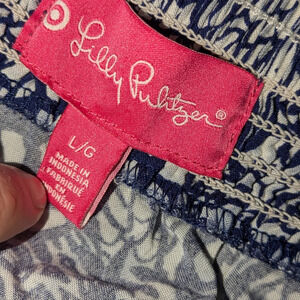 Lilly Pulitzer®
L/G
MADE IN
INDONESIA
FABRIQUÉ
EN
INDONÉSIE